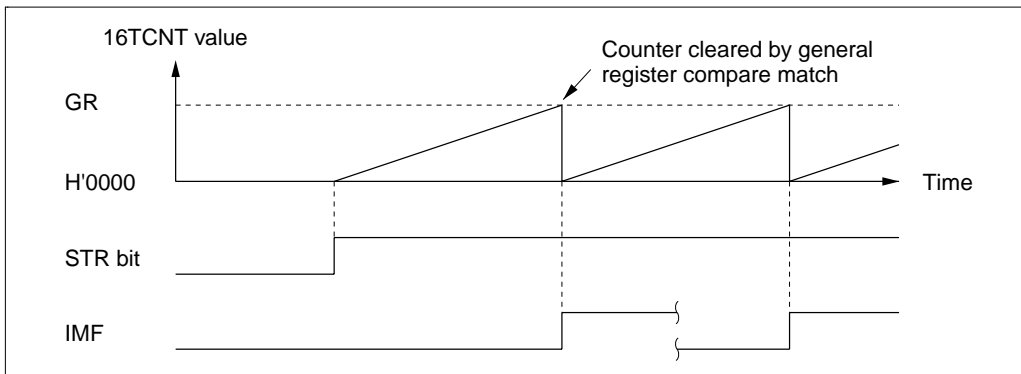 16TCNT value
Counter cleared by general
register compare match
GR
H'0000
Time
STR bit
IMF